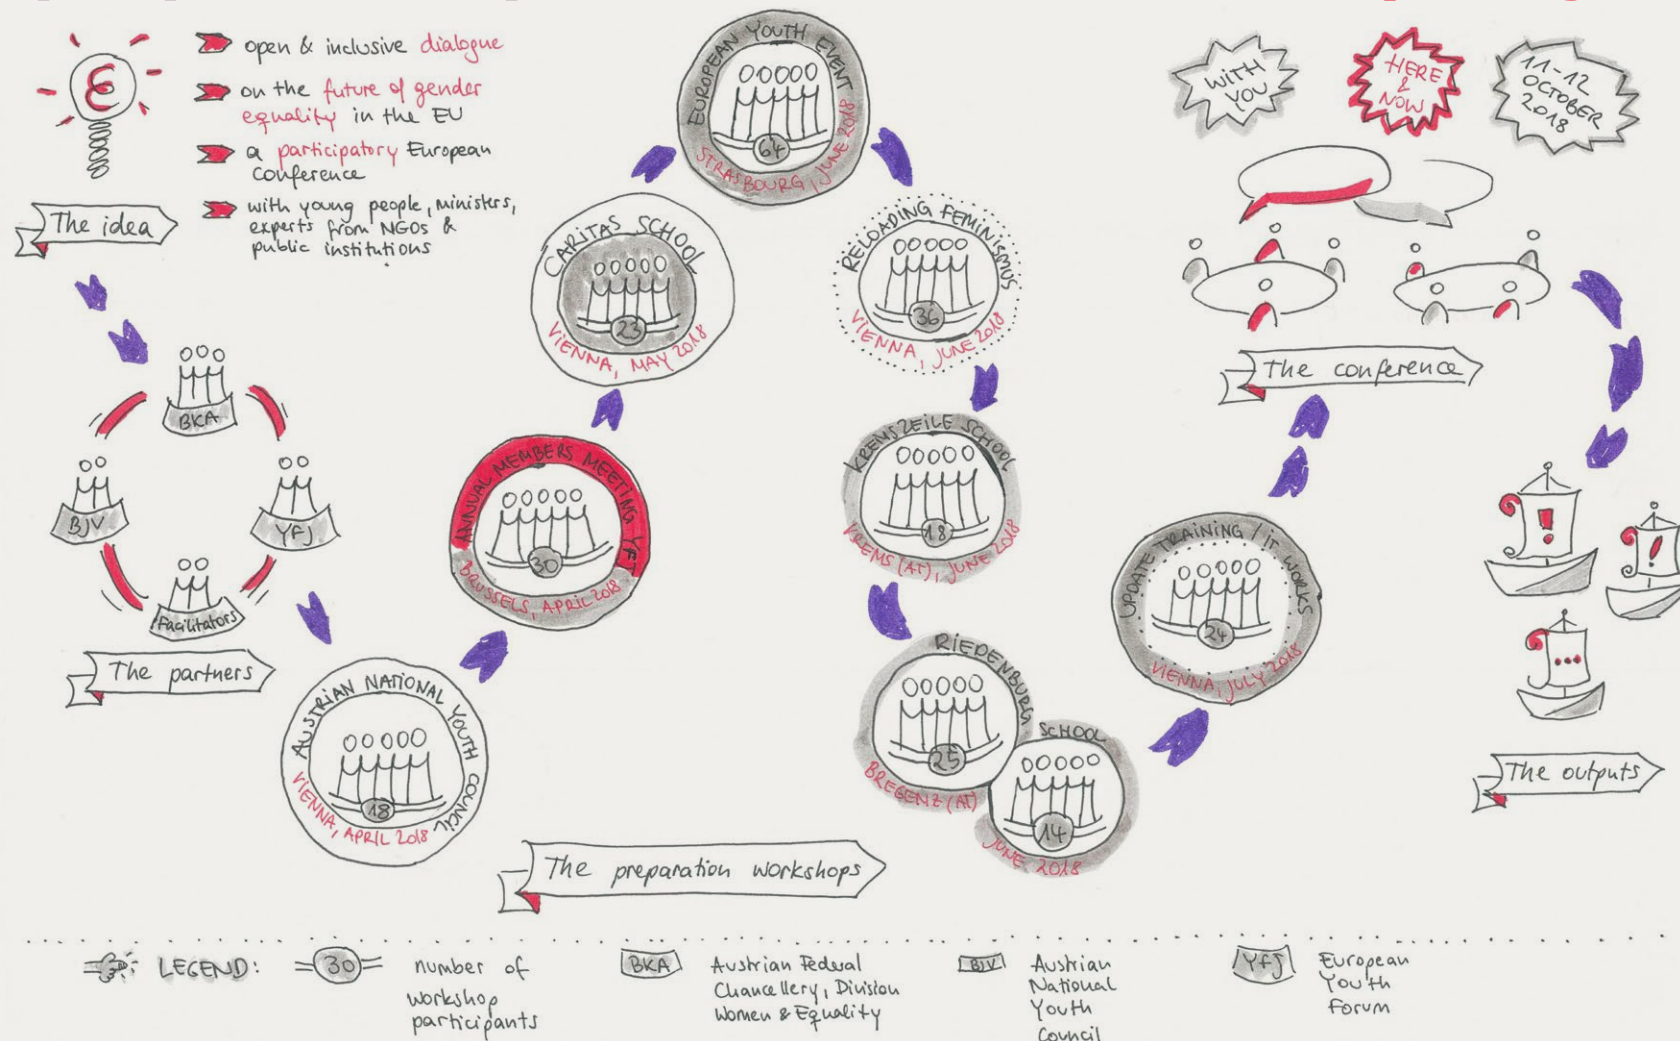 open & inclusive dialogue
on the future of gender
equality in the EU
a participatory European
conference
with young people, ministers,
experts from NGOs &
public institutions
The idea
BKA
BJV
YFJ
Facilitators
The partners
AUSTRIAN NATIONAL YOUTH COUNCIL
18
VIENNA, APRIL 2018
ANNUAL MEMBERS MEETING YFJ
30
BRUSSELS, APRIL 2018
CARITAS SCHOOL
23
VIENNA, MAY 2018
EUROPEAN YOUTH EVENT
64
STRASBOURG, JUNE 2018
RELOADING FEMINISMUS
36
VIENNA, JUNE 2018
KREMSZEILE SCHOOL
18
KREMS (AT), JUNE 2018
RIEDENBURG
SCHOOL
25
14
BREGENZ (AT)
JUNE 2018
UPDATE TRAINING / IT WORKS
24
VIENNA, JULY 2018
The preparation workshops
WITH
YOU
HERE
&
NOW
11-12
OCTOBER
2018
The conference
!
!
...
The outputs
LEGEND:
30
number of
workshop
participants
BKA
Austrian Federal
Chancellery, Division
Women & Equality
BJV
Austrian
National
Youth
Council
YFJ
European
Youth
Forum